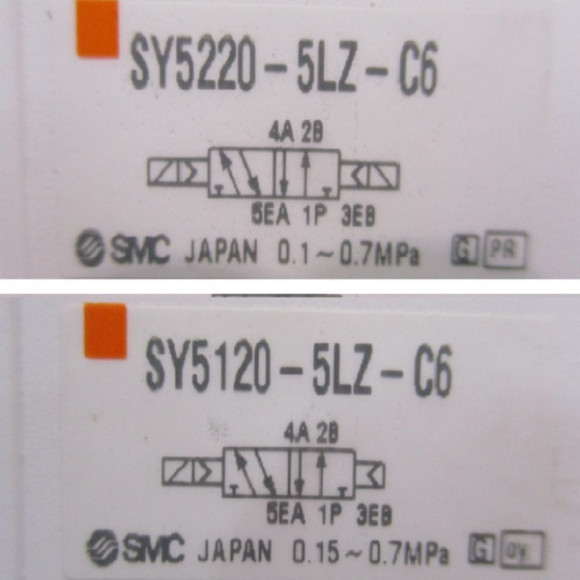 SY5220-5LZ-C6
4A 2B
5EA 1P 3EB
SMC JAPAN 0.1~0.7MPa G PR
SY5120-5LZ-C6
4A 2B
5EA 1P 3EB
SMC JAPAN 0.15~0.7MPa G